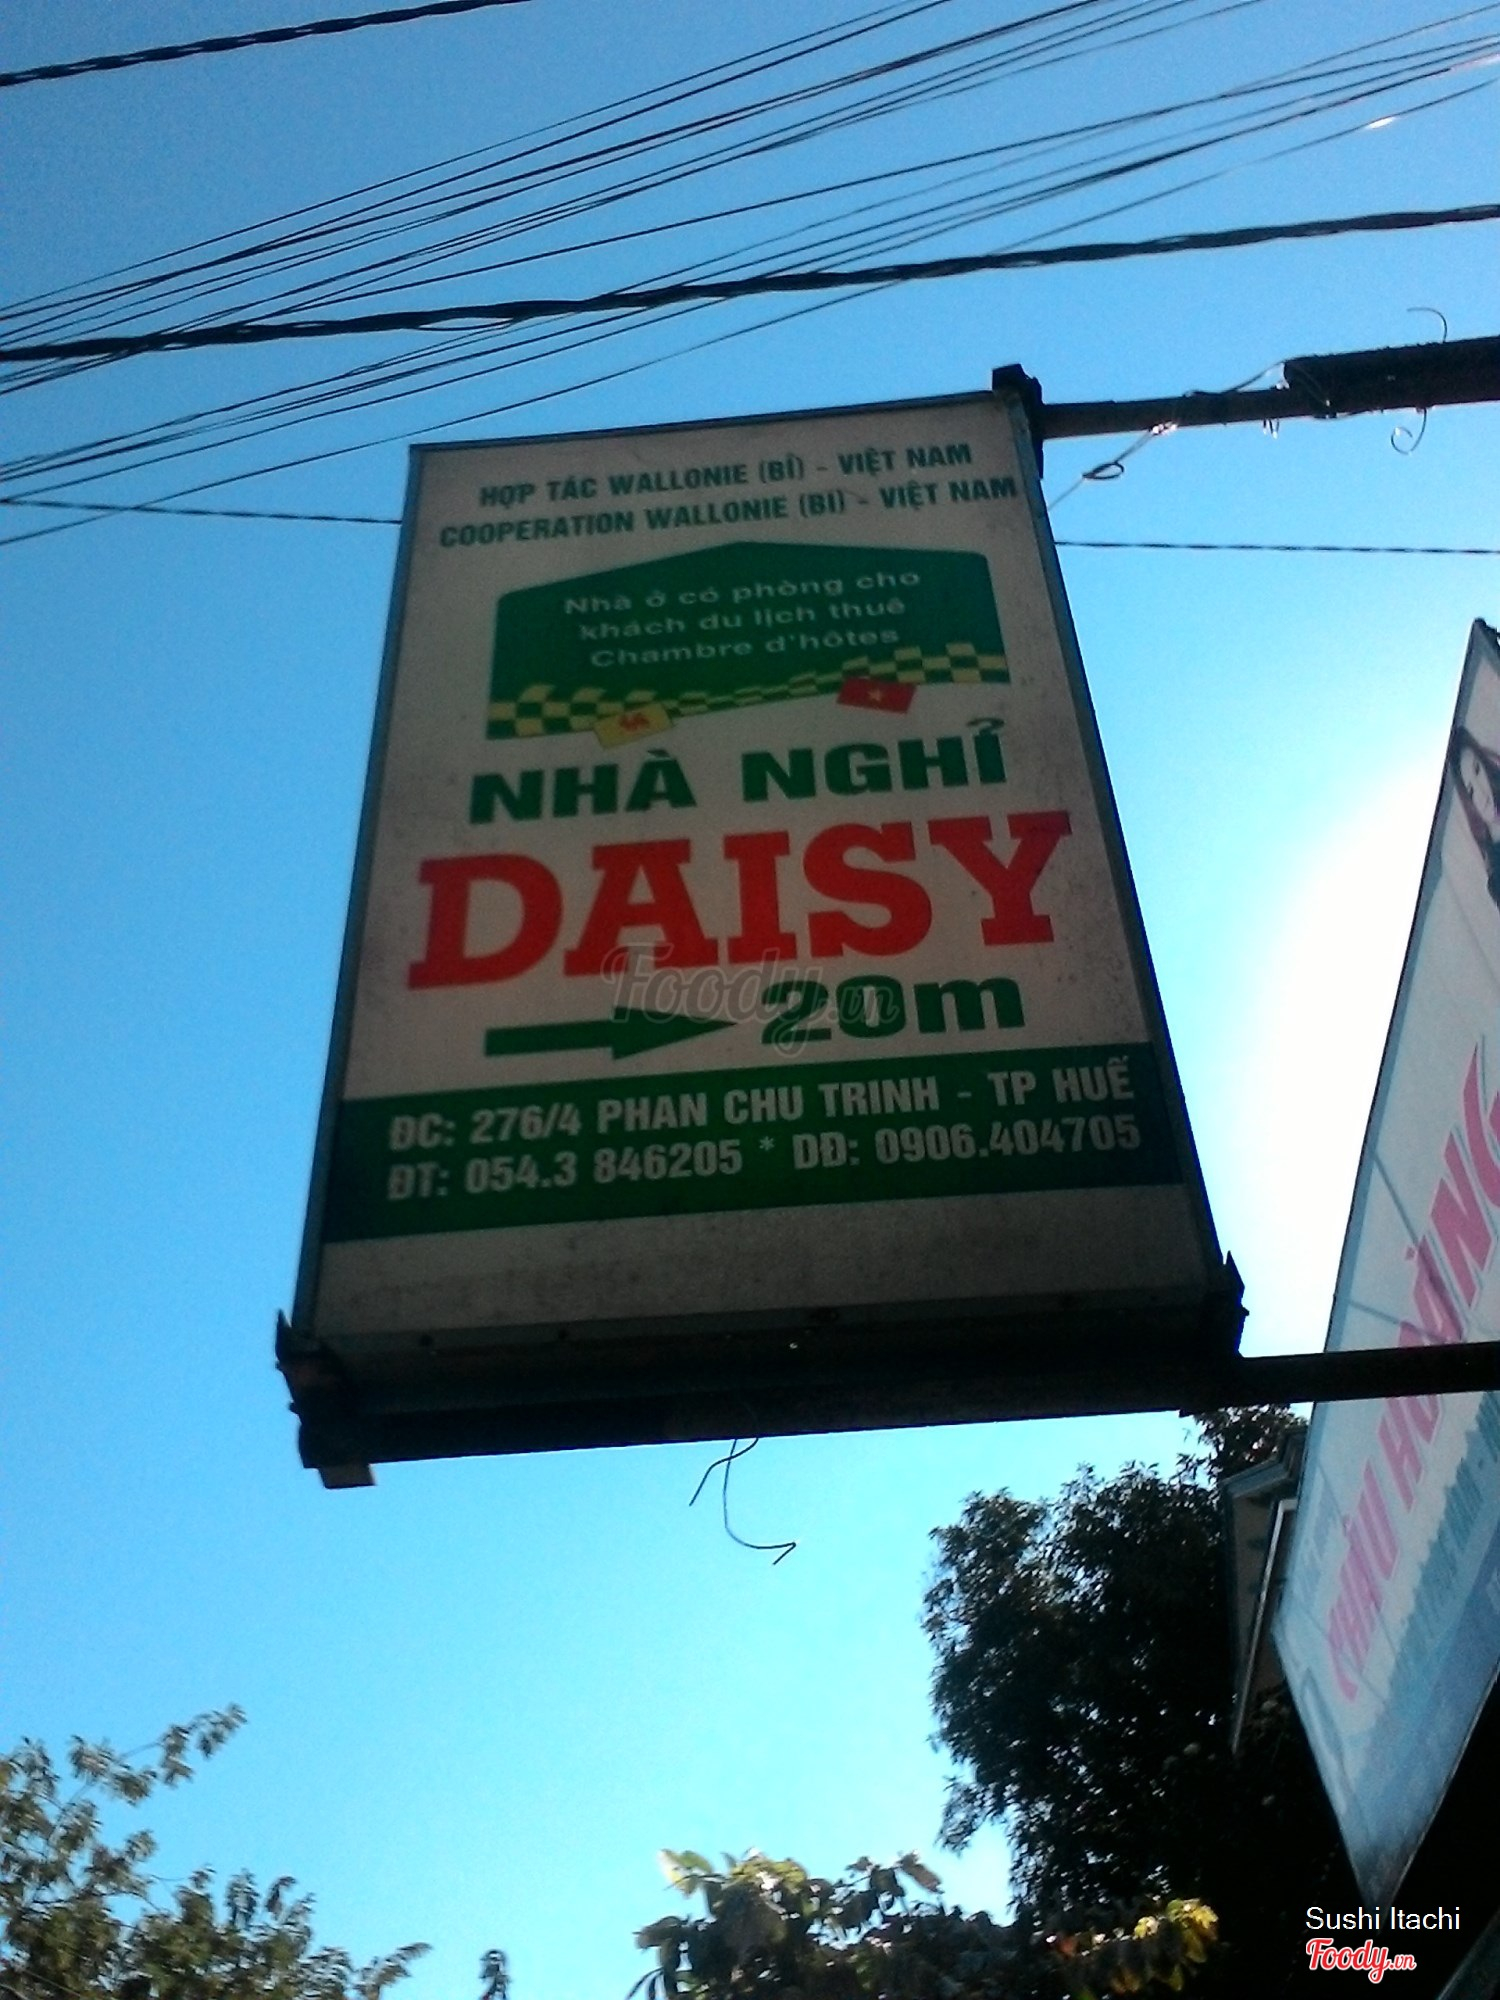 HỢP TÁC WALLONIE (BỈ) - VIỆT NAM
COOPERATION WALLONIE (BI) - VIỆT NAM
Nhà ở có phòng cho
khách du lịch thuê
Chambre d'hôtes
NHÀ NGHỈ
DAISY
20m
ĐC: 276/4 PHAN CHU TRINH - TP HUẾ
ĐT: 054.3 846205 * DĐ: 0906.404705
Foody.vn
Sushi Itachi
Foody.vn